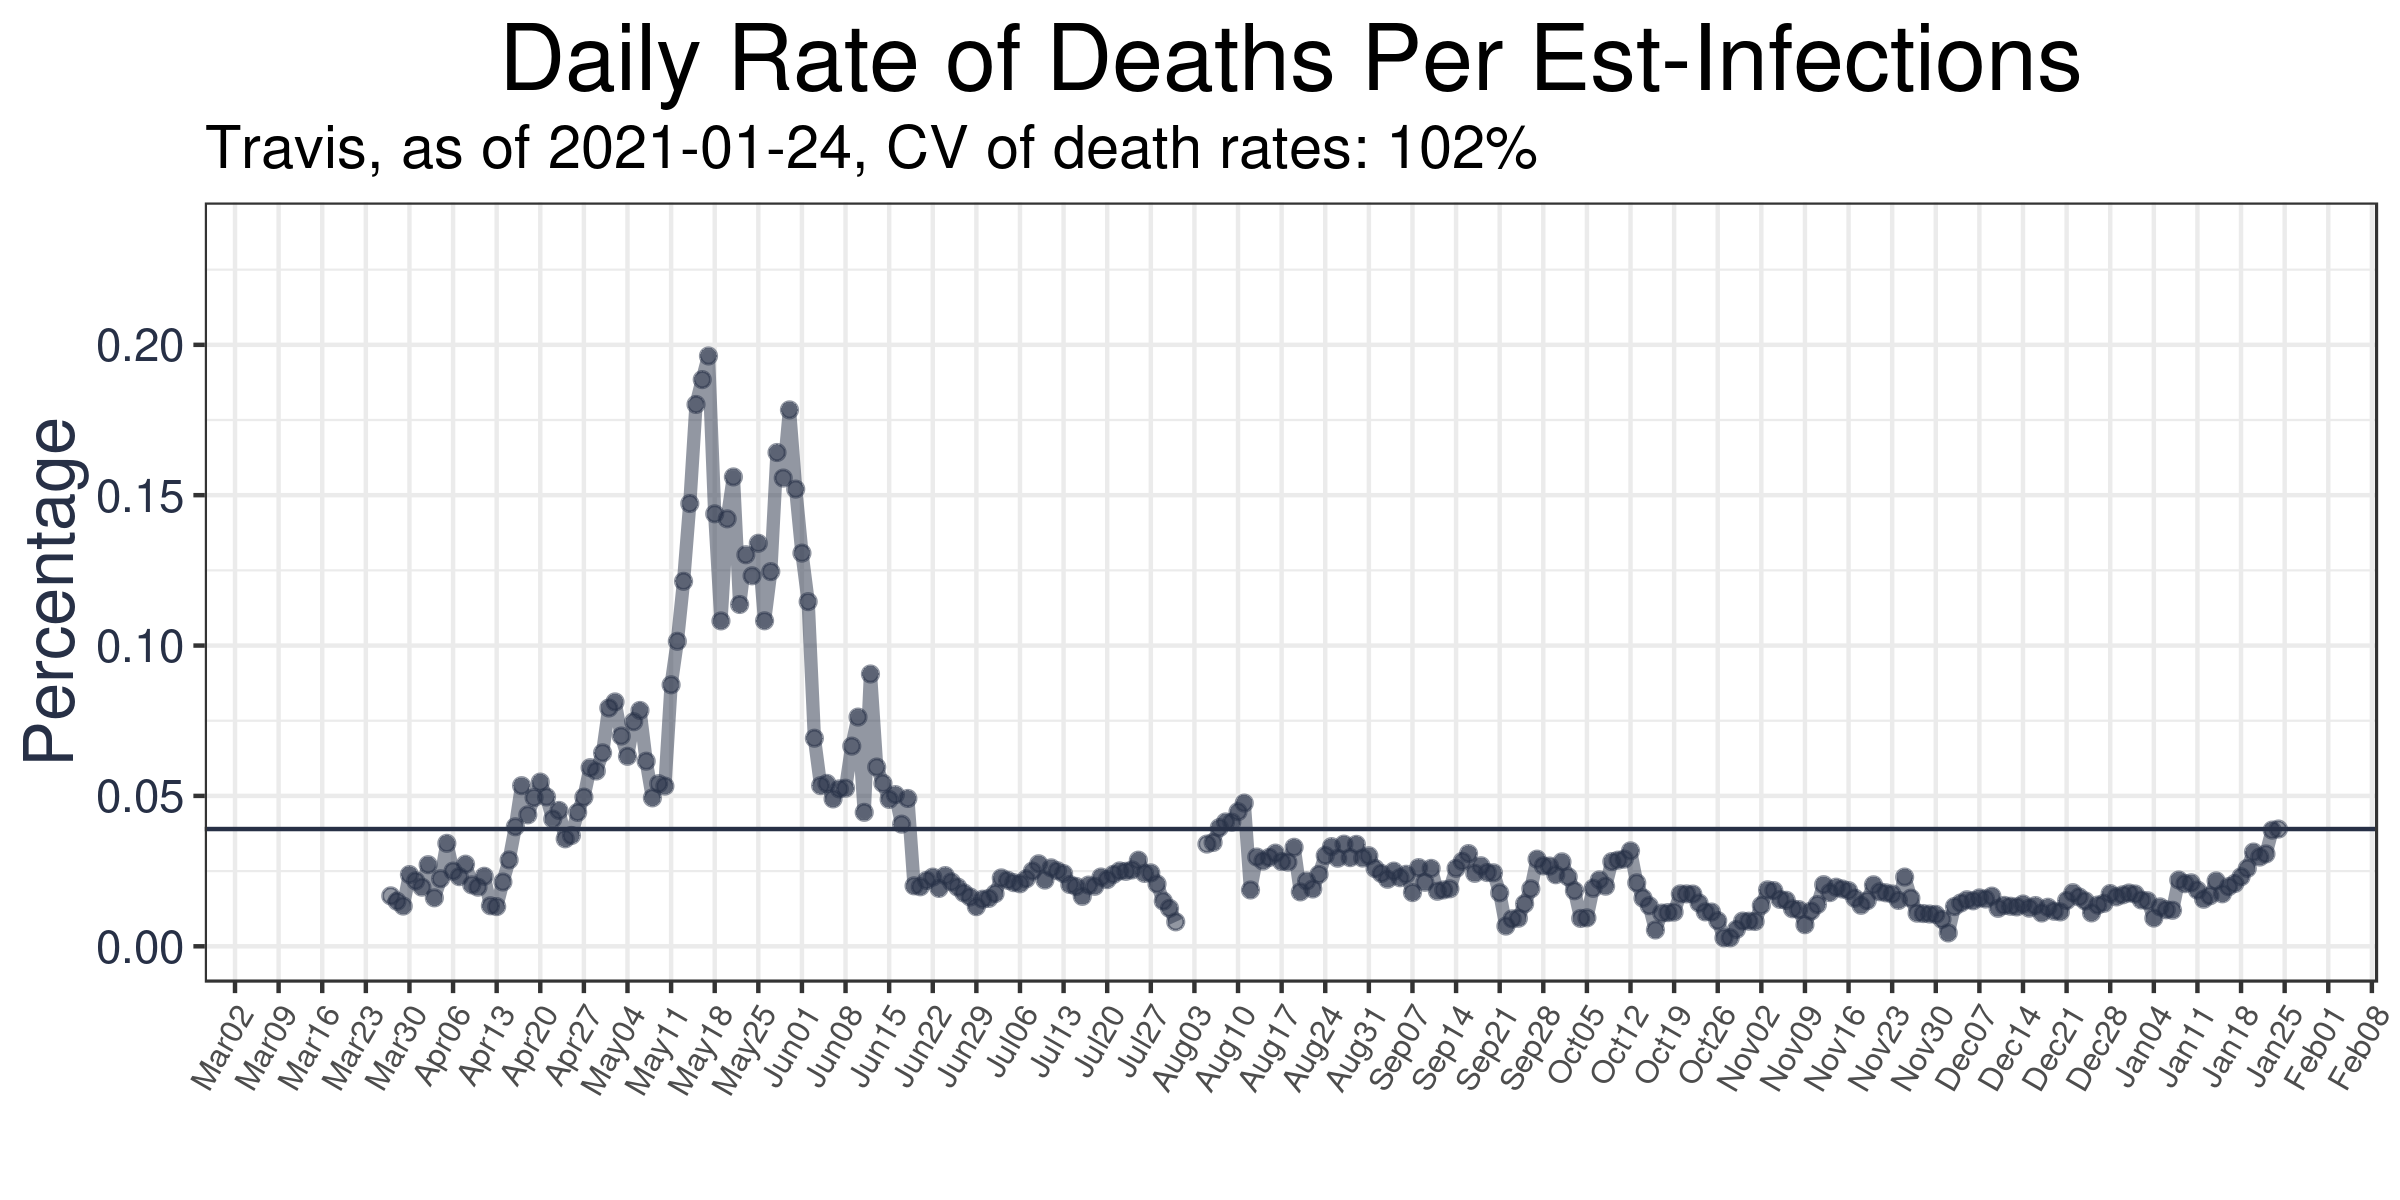 Daily Rate of Deaths Per Est-Infections
Travis, as of 2021-01-24, CV of death rates: 102%
Percentage
0.20
0.15
0.10
0.05
0.00
Mar02
Mar09
Mar16
Mar23
Mar30
Apr06
Apr13
Apr20
Apr27
May04
May11
May18
May25
Jun01
Jun08
Jun15
Jun22
Jun29
Jul06
Jul13
Jul20
Jul27
Aug03
Aug10
Aug17
Aug24
Aug31
Sep07
Sep14
Sep21
Sep28
Oct05
Oct12
Oct19
Oct26
Nov02
Nov09
Nov16
Nov23
Nov30
Dec07
Dec14
Dec21
Dec28
Jan04
Jan11
Jan18
Jan25
Feb01
Feb08